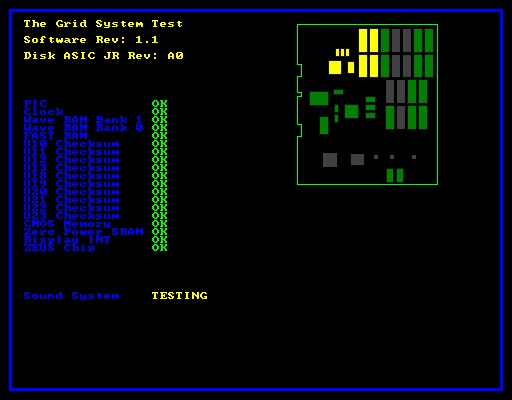 The Grid System Test
Software Rev: 1.1
Disk ASIC JR Rev: A0
PIC OK
Clock OK
Wave RAM Bank 1 OK
Wave RAM Bank 0 OK
FAST RAM OK
U10 Checksum OK
U11 Checksum OK
U12 Checksum OK
U13 Checksum OK
U18 Checksum OK
U19 Checksum OK
U20 Checksum OK
U21 Checksum OK
U22 Checksum OK
U23 Checksum OK
CMOS Memory OK
Zero Power SRAM OK
Display INT OK
ZEUS Chip OK
Sound System TESTING